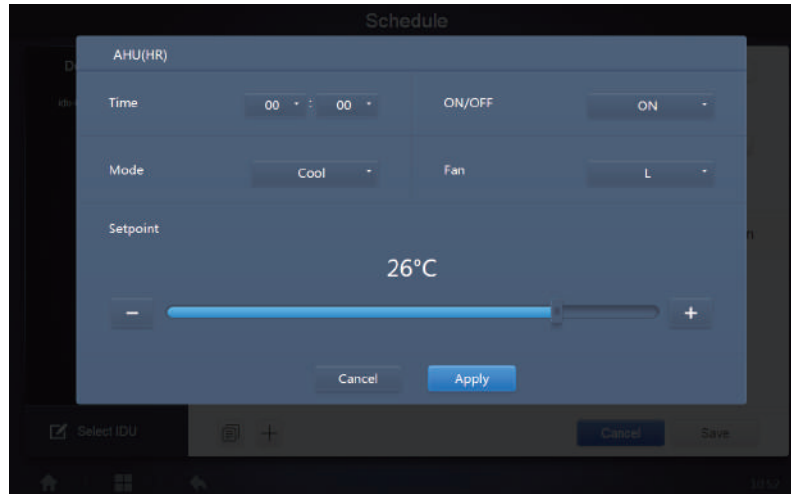 Schedule
AHU(HR)
Time 00 : 00 ON/OFF ON
Mode Cool Fan L
Setpoint
26°C
− +
Cancel Apply
Select IDU + Cancel Save